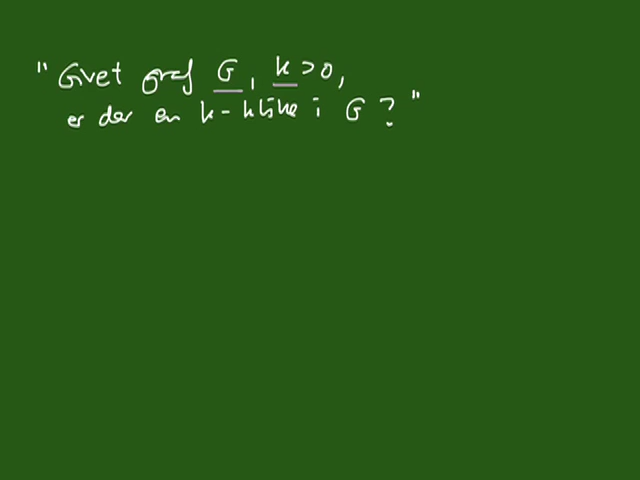 "Givet graf G, k>0,
er der en k-klike i G?"